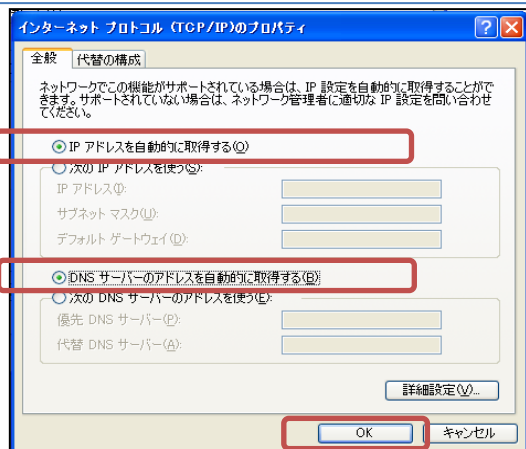 インターネット プロトコル (TCP/IP)のプロパティ
全般
代替の構成
ネットワークでこの機能がサポートされている場合は、IP 設定を自動的に取得することがで
きます。サポートされていない場合は、ネットワーク管理者に適切な IP 設定を問い合わせ
てください。
IP アドレスを自動的に取得する(O)
次の IP アドレスを使う(S):
IP アドレス(I):
サブネット マスク(U):
デフォルト ゲートウェイ(D):
DNS サーバーのアドレスを自動的に取得する(B)
次の DNS サーバーのアドレスを使う(E):
優先 DNS サーバー(P):
代替 DNS サーバー(A):
詳細設定(V)...
OK
キャンセル